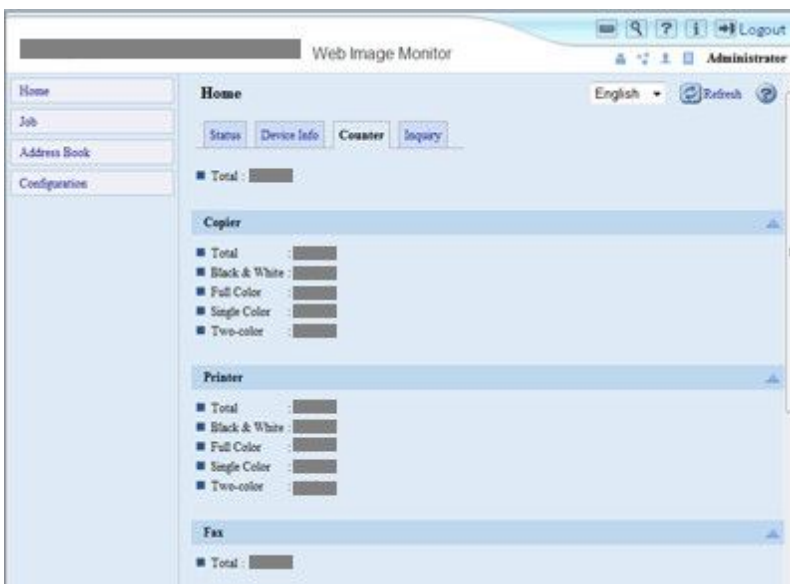 Logout
Web Image Monitor
Administrator
Home
Job
Address Book
Configuration
Home
English
Refresh
Status Device Info Counter Inquiry
Total :
Copier
Total :
Black & White :
Full Color :
Single Color :
Two-color :
Printer
Total :
Black & White :
Full Color :
Single Color :
Two-color :
Fax
Total :